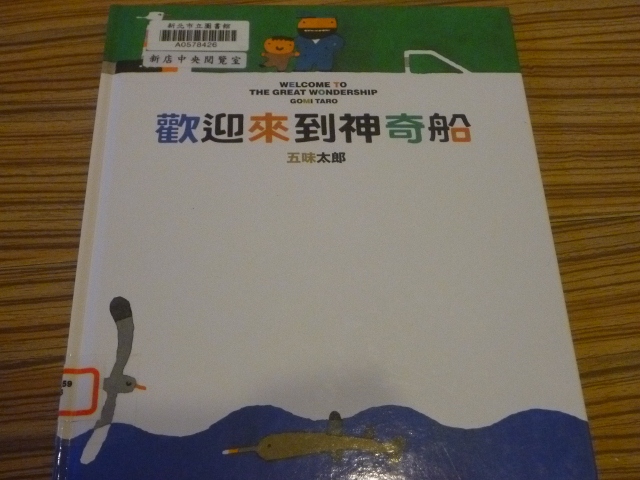 新北市立圖書館
A0578426
新店中央閱覽室
WELCOME TO
THE GREAT WONDERSHIP
GOMI TARO
歡迎來到神奇船
五味太郎
59